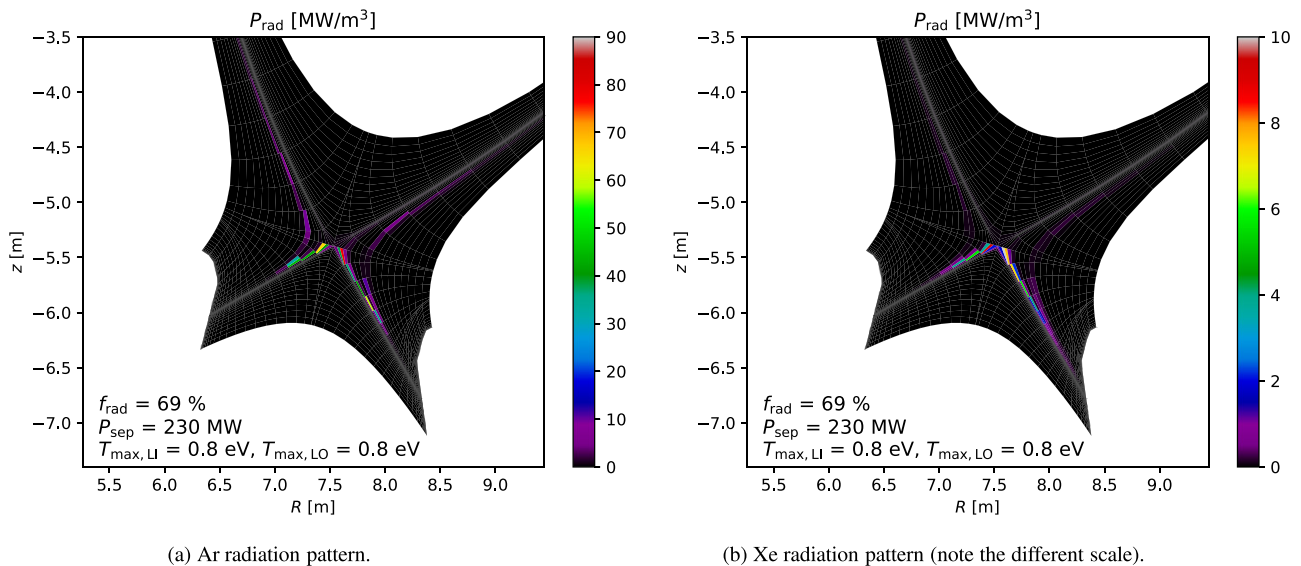 P_rad [MW/m³]
−3.5
−4.0
−4.5
−5.0
−5.5
−6.0
−6.5
−7.0
z [m]
5.5 6.0 6.5 7.0 7.5 8.0 8.5 9.0
R [m]
f_rad = 69 %
P_sep = 230 MW
T_max, LI = 0.8 eV, T_max, LO = 0.8 eV
90
80
70
60
50
40
30
20
10
0
(a) Ar radiation pattern.
P_rad [MW/m³]
−3.5
−4.0
−4.5
−5.0
−5.5
−6.0
−6.5
−7.0
z [m]
5.5 6.0 6.5 7.0 7.5 8.0 8.5 9.0
R [m]
f_rad = 69 %
P_sep = 230 MW
T_max, LI = 0.8 eV, T_max, LO = 0.8 eV
10
8
6
4
2
0
(b) Xe radiation pattern (note the different scale).